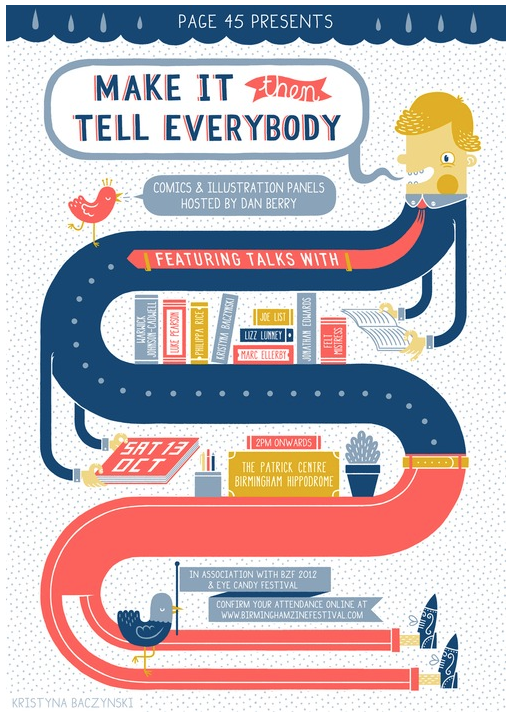 PAGE 45 PRESENTS
MAKE IT then
TELL EVERYBODY
COMICS & ILLUSTRATION PANELS
HOSTED BY DAN BERRY
FEATURING TALKS WITH
WARWICK
JOHNSON-CADWELL
LUKE PEARSON
PHILIPPA RICE
KRISTYNA BACZYNSKI
JOE LIST
LIZZ LUNNEY
MARC ELLERBY
JONATHAN EDWARDS
FELT
MISTRESS
SAT 13
OCT
2PM ONWARDS
THE PATRICK CENTRE
BIRMINGHAM HIPPODROME
IN ASSOCIATION WITH BZF 2012
& EYE CANDY FESTIVAL
CONFIRM YOUR ATTENDANCE ONLINE AT
WWW.BIRMINGHAMZINEFESTIVAL.COM
KRISTYNA BACZYNSKI